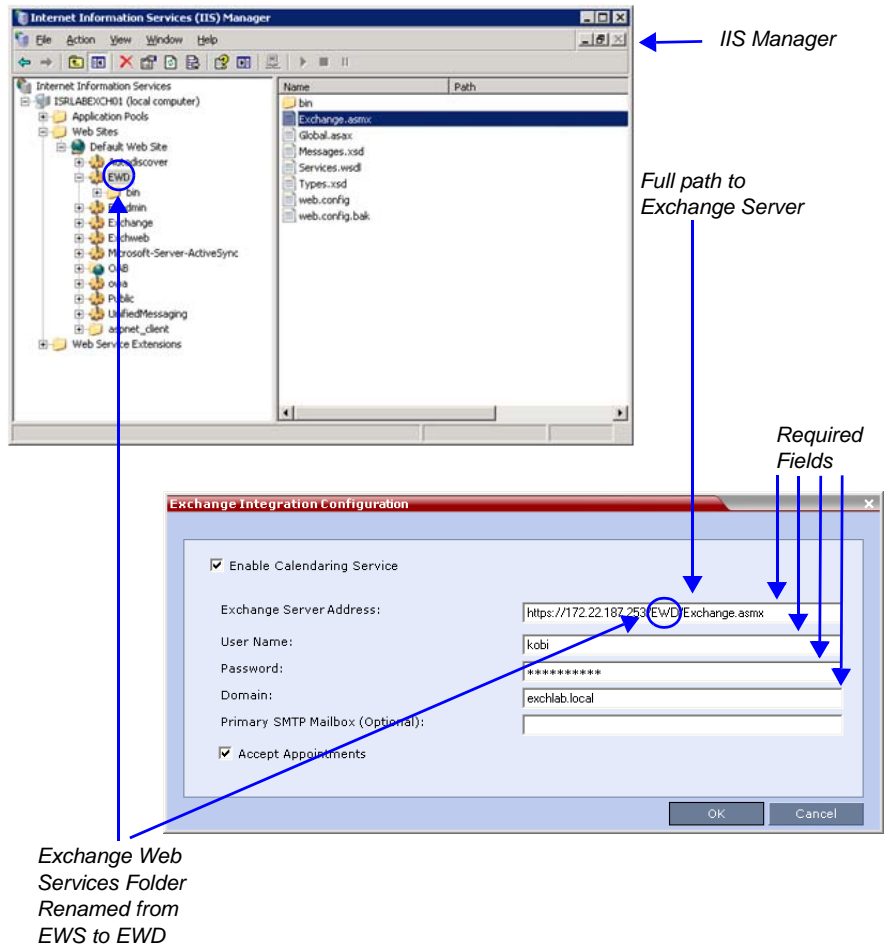 Internet Information Services (IIS) Manager
File Action View Window Help
IIS Manager
Internet Information Services
ISRLABEXCH01 (local computer)
Application Pools
Web Sites
Default Web Site
Autodiscover
EWD
bin
Exchange
Exchweb
Microsoft-Server-ActiveSync
OAB
owa
Public
UnifiedMessaging
aspnet_client
Web Service Extensions
Name Path
bin
Exchange.asmx
Global.asax
Messages.xsd
Services.wsdl
Types.xsd
web.config
web.config.bak
Full path to
Exchange Server
Required
Fields
Exchange Integration Configuration
Enable Calendaring Service
Exchange Server Address: https://172.22.187.253/EWD/Exchange.asmx
User Name: kobi
Password: **********
Domain: exchlab.local
Primary SMTP Mailbox (Optional):
Accept Appointments
OK Cancel
Exchange Web
Services Folder
Renamed from
EWS to EWD